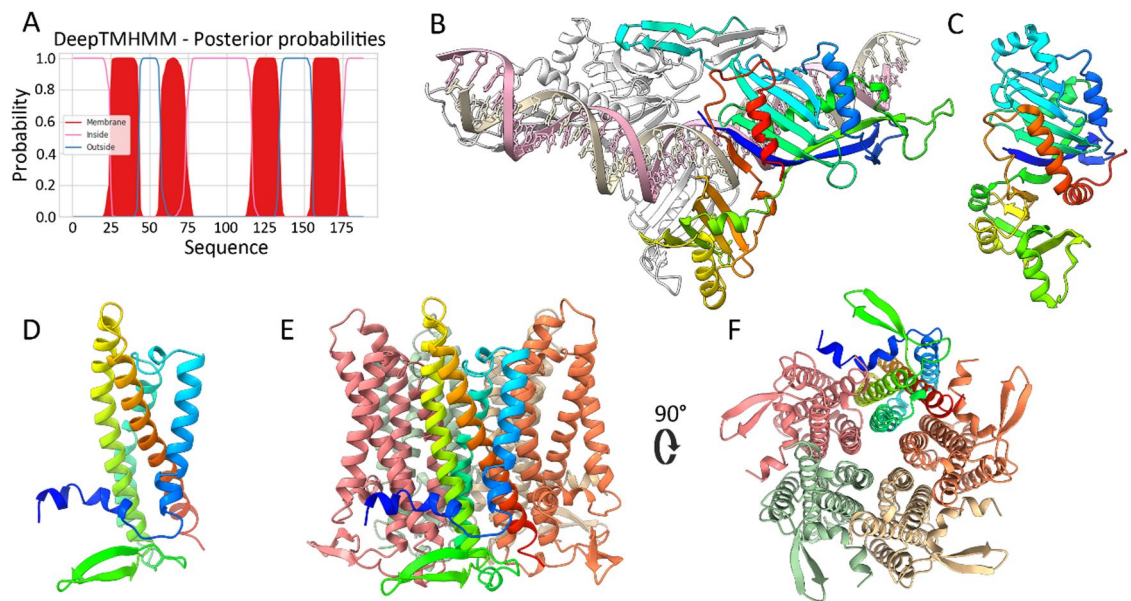 A
DeepTMHMM - Posterior probabilities
1.0
0.8
0.6
0.4
0.2
0.0
Probability
Membrane
Inside
Outside
0 25 50 75 100 125 150 175
Sequence
B
C
D
E
F
90°